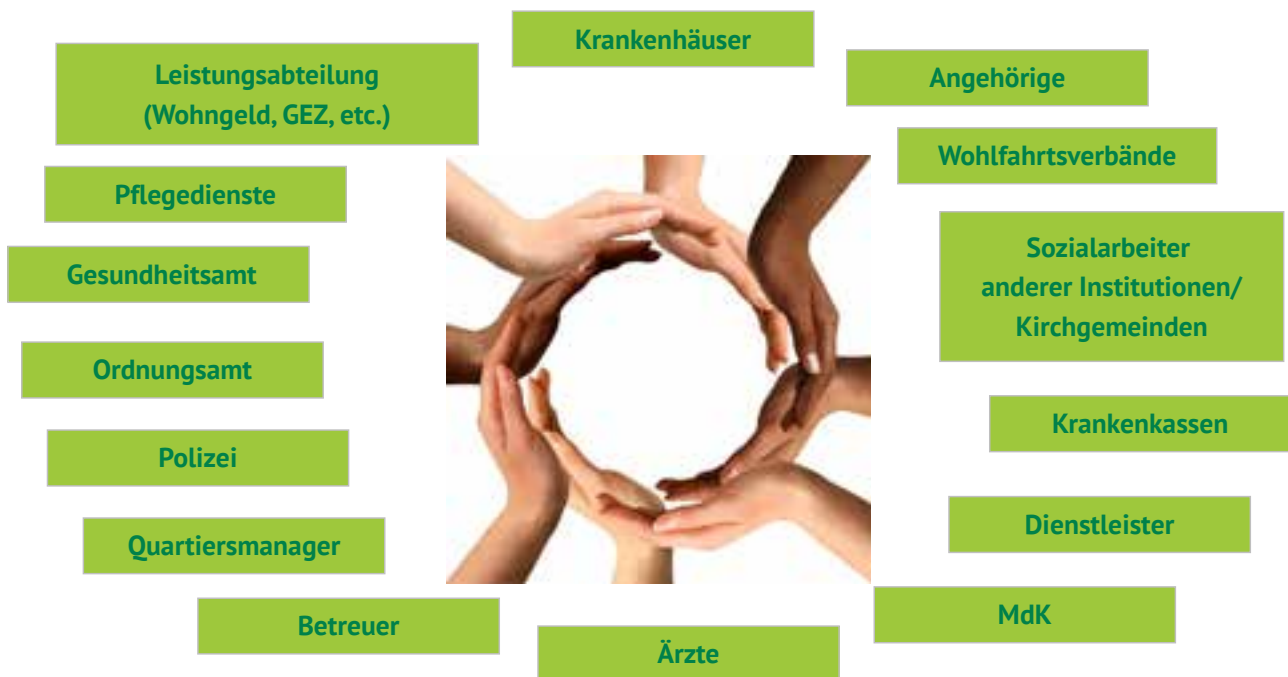 Krankenhäuser
Leistungsabteilung
(Wohngeld, GEZ, etc.)
Angehörige
Wohlfahrtsverbände
Pflegedienste
Sozialarbeiter
anderer Institutionen/
Kirchgemeinden
Gesundheitsamt
Ordnungsamt
Krankenkassen
Polizei
Dienstleister
Quartiersmanager
MdK
Betreuer
Ärzte